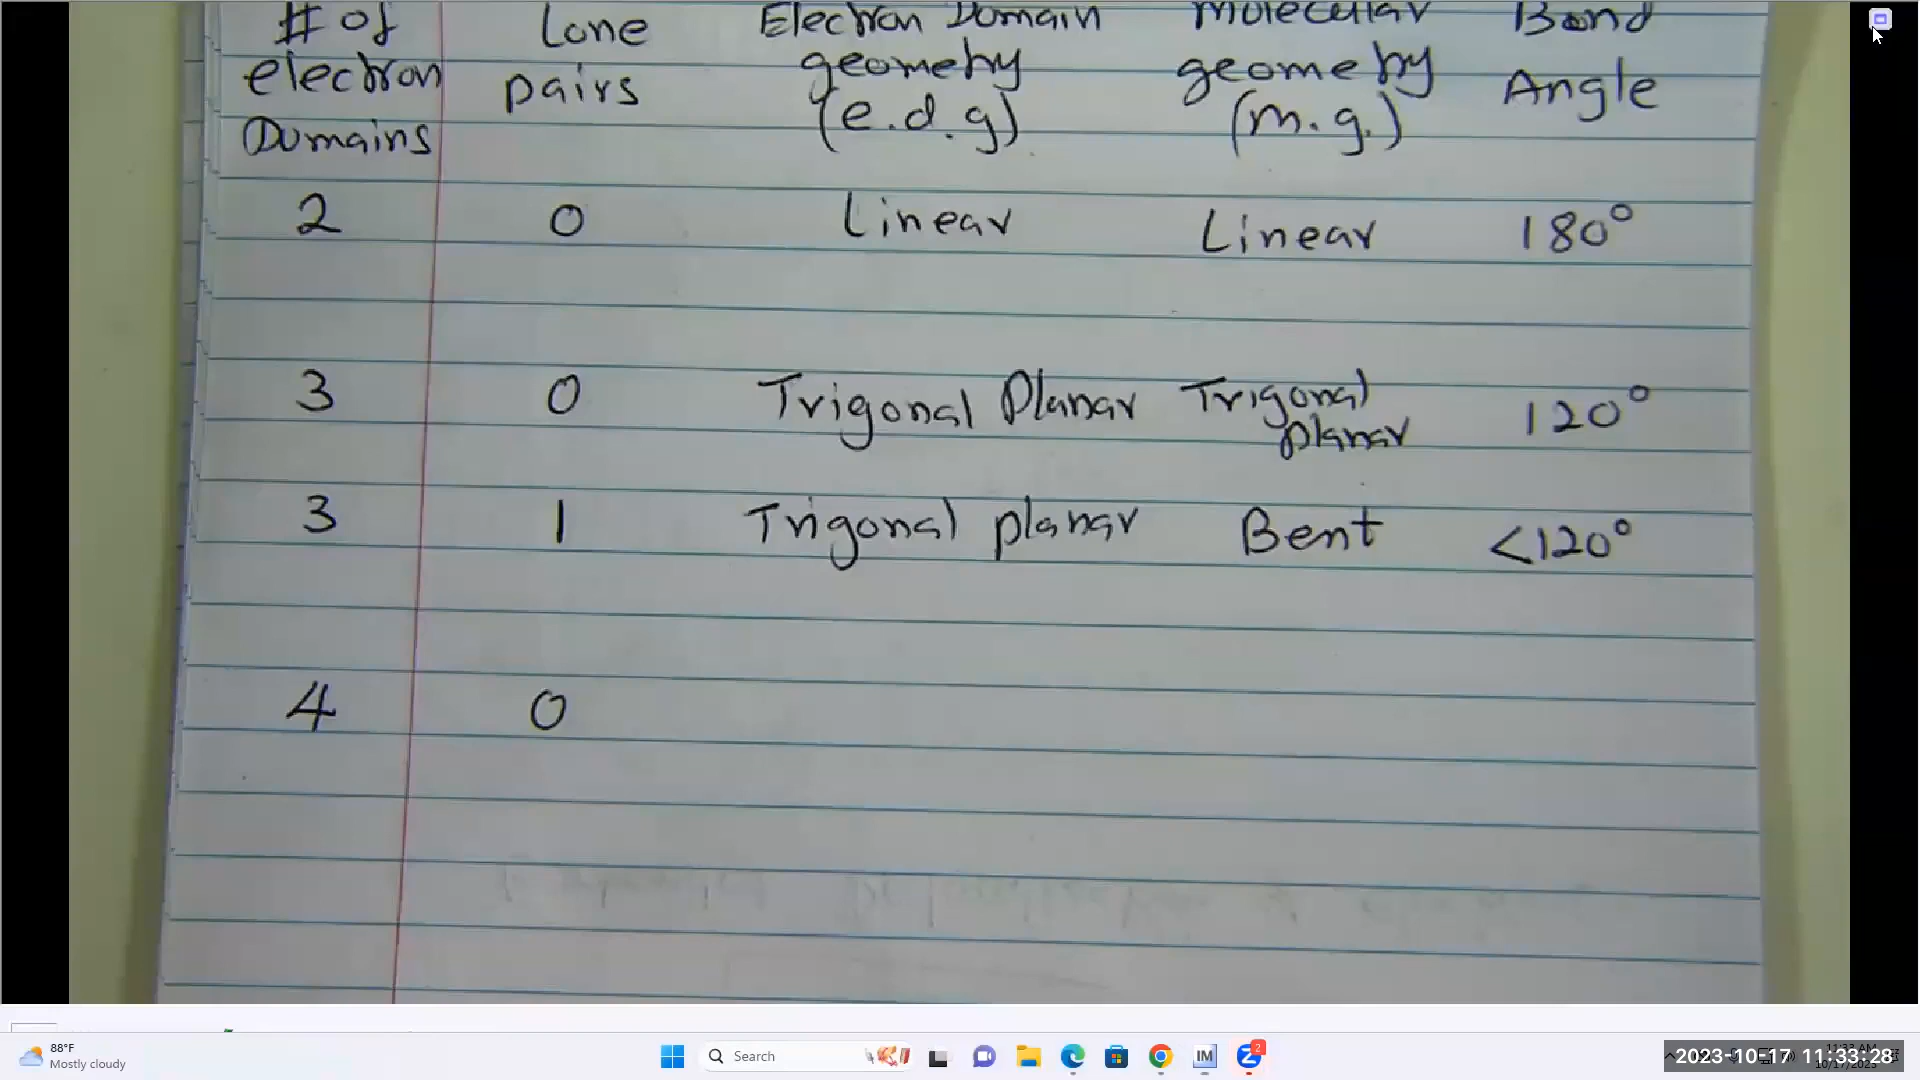 # of Lone Electron Domain Molecular Bond
electron pairs geometry geometry Angle
Domains (e.d.g) (m.g.)
2 0 Linear Linear 180°
3 0 Trigonal Planar Trigonal planar 120°
3 1 Trigonal planar Bent <120°
4 0
88°F
Mostly cloudy
Search
IM
2
2023-10-17 11:33:28